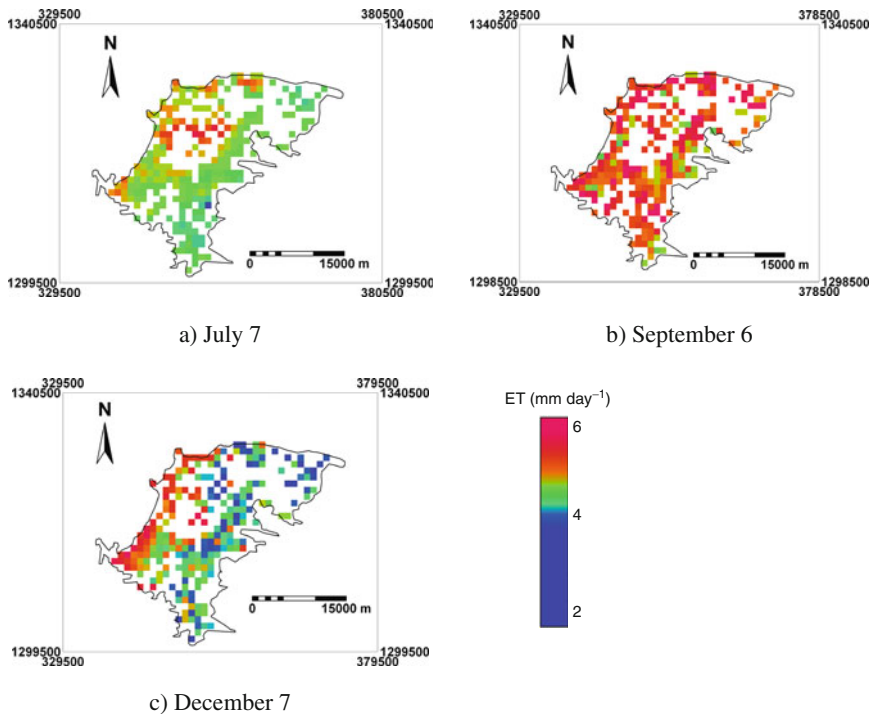 329500 380500
1340500 1340500
N
0 15000 m
1299500 1299500
329500 380500
a) July 7
329500 378500
1340500 1340500
N
0 15000 m
1298500 1298500
329500 378500
b) September 6
329500 379500
1340500 1340500
N
0 15000 m
1299500 1299500
329500 379500
c) December 7
ET (mm day⁻¹)
6
4
2